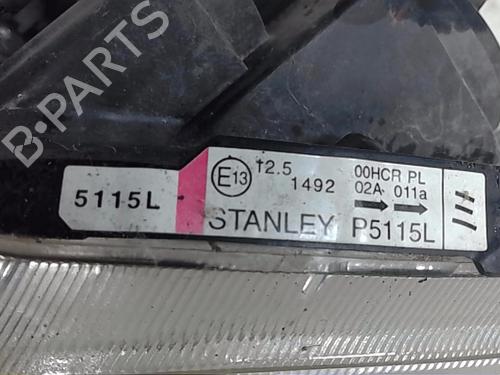 B-PARTS
5115L
E13
↑2.5
1492
00HCR PL
02A 011a
STANLEY P5115L